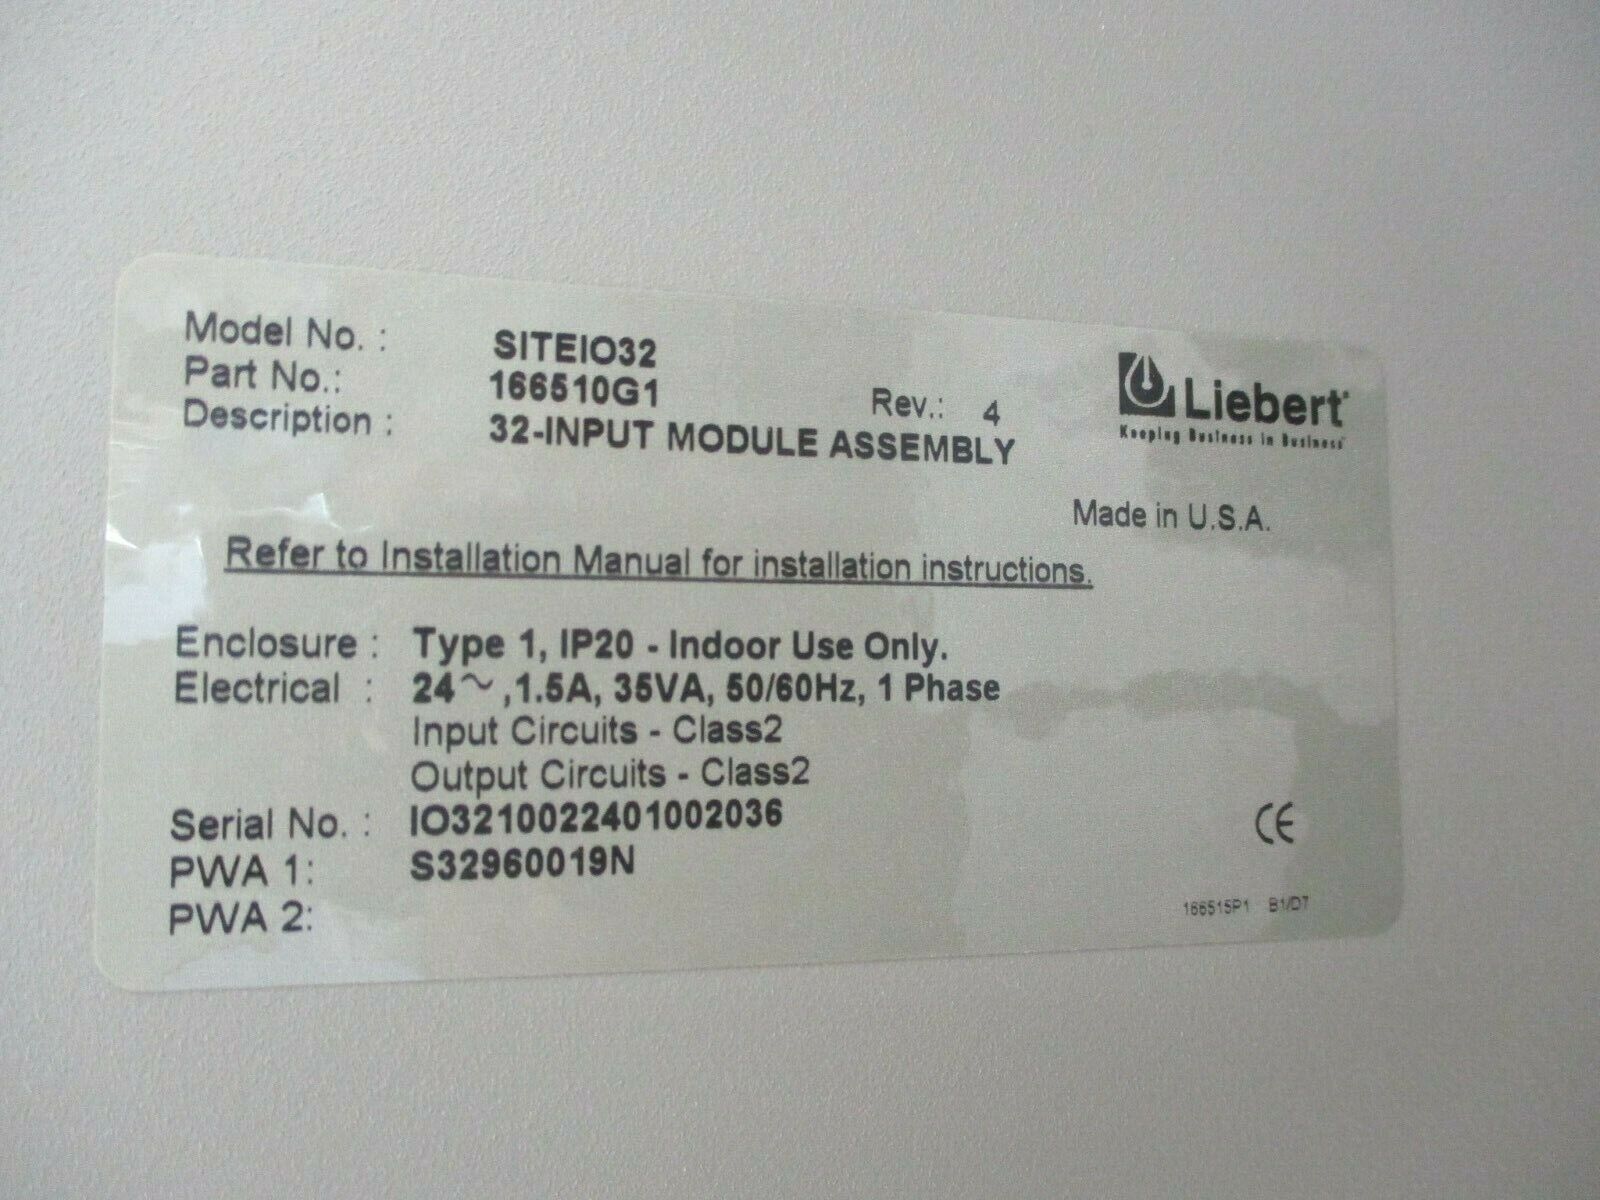 Model No. : SITEIO32
Part No.: 166510G1 Rev.: 4
Description : 32-INPUT MODULE ASSEMBLY
Liebert®
Keeping Business in Business®
Made in U.S.A.
Refer to Installation Manual for installation instructions.
Enclosure : Type 1, IP20 - Indoor Use Only.
Electrical : 24 ~ ,1.5A, 35VA, 50/60Hz, 1 Phase
Input Circuits - Class2
Output Circuits - Class2
Serial No. : IO3210022401002036
PWA 1: S32960019N
PWA 2:
CE
166515P1 B1/D7